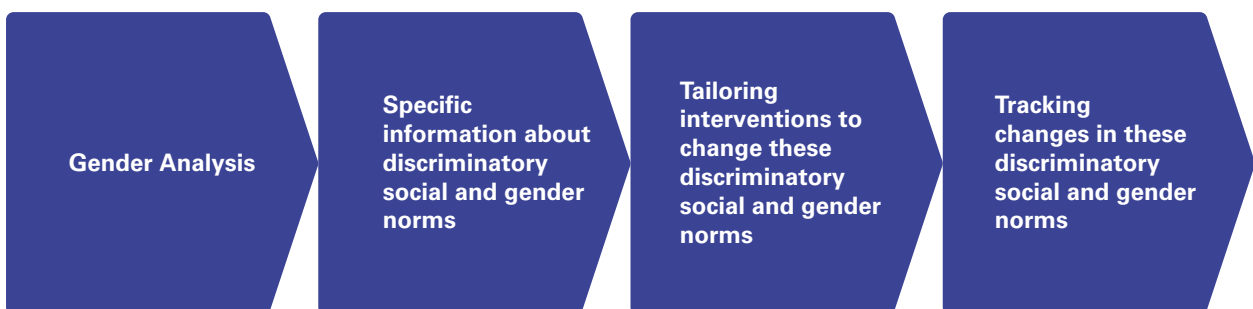 Gender Analysis
Specific
information about
discriminatory
social and gender
norms
Tailoring
interventions to
change these
discriminatory
social and gender
norms
Tracking
changes in these
discriminatory
social and gender
norms